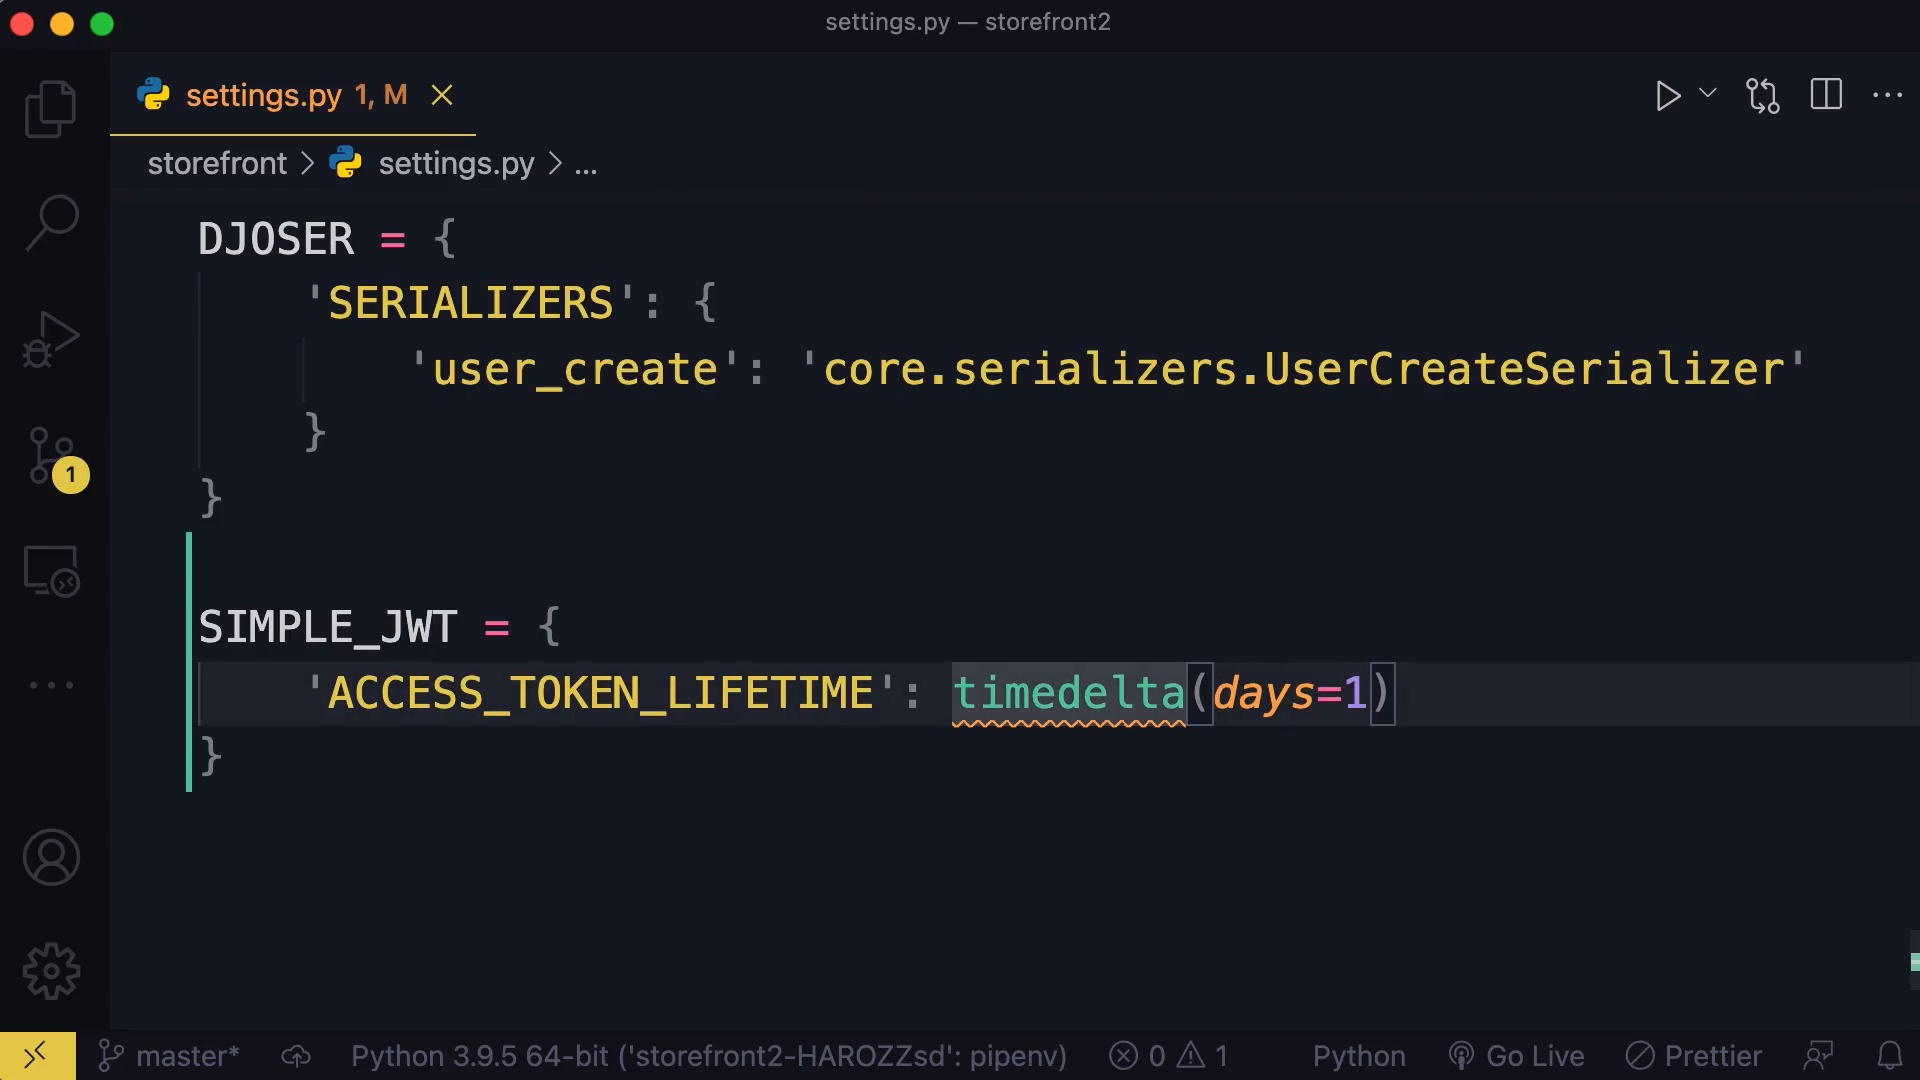 settings.py — storefront2
settings.py 1, M
storefront > settings.py > ...
DJOSER = {
    'SERIALIZERS': {
        'user_create': 'core.serializers.UserCreateSerializer'
    }
}
1
SIMPLE_JWT = {
    'ACCESS_TOKEN_LIFETIME': timedelta(days=1)
}
master* Python 3.9.5 64-bit ('storefront2-HAROZZsd': pipenv) 0 1 Python Go Live Prettier